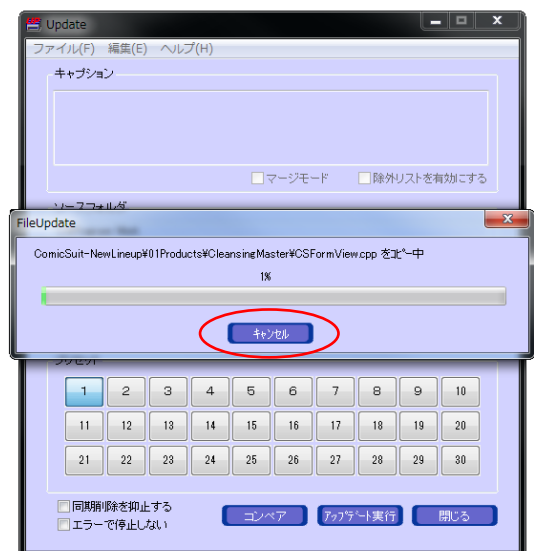 Update
ファイル(F) 編集(E) ヘルプ(H)
キャプション
マージモード 除外リストを有効にする
ソースフォルダ
FileUpdate
ComicSuit-NewLineup¥01Products¥CleansingMaster¥CSFormView.cpp をｺﾋﾟｰ中
1%
ｷｬﾝｾﾙ
1 2 3 4 5 6 7 8 9 10
11 12 13 14 15 16 17 18 19 20
21 22 23 24 25 26 27 28 29 30
同期削除を抑止する
エラーで停止しない
コンペア ｱｯﾌﾟﾃﾞｰﾄ実行 閉じる